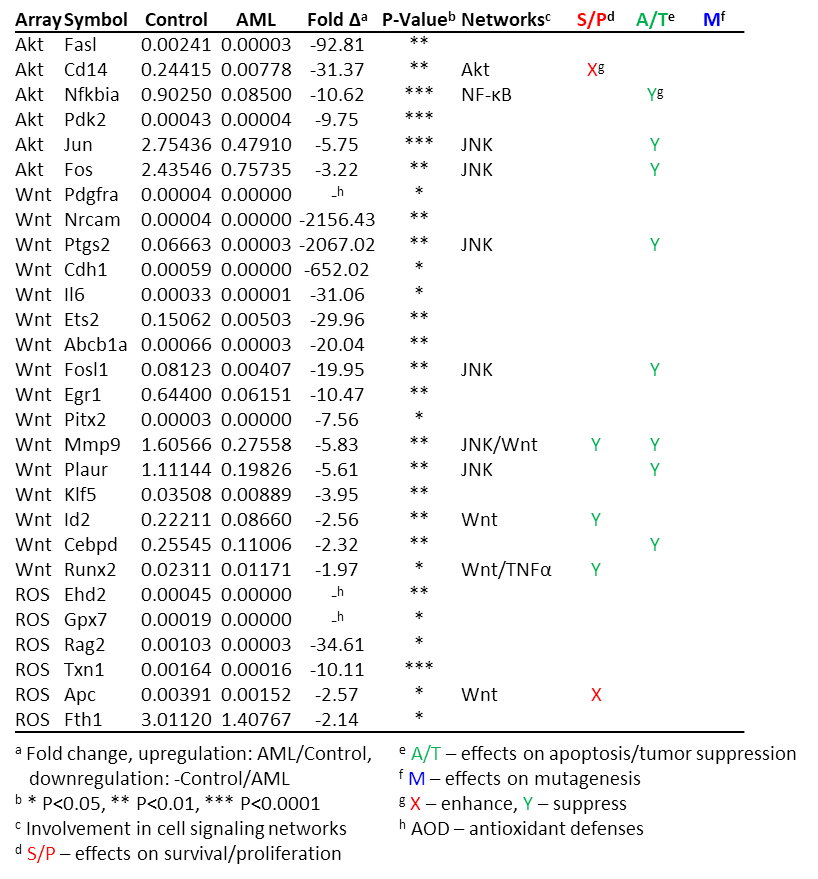 Array Symbol Control AML Fold Δᵃ P-Valueᵇ Networksᶜ S/Pᵈ A/Tᵉ Mᶠ
Akt Fasl 0.00241 0.00003 -92.81 **
Akt Cd14 0.24415 0.00778 -31.37 ** Akt Xᵍ
Akt Nfkbia 0.90250 0.08500 -10.62 *** NF-κB Yᵍ
Akt Pdk2 0.00043 0.00004 -9.75 ***
Akt Jun 2.75436 0.47910 -5.75 *** JNK Y
Akt Fos 2.43546 0.75735 -3.22 ** JNK Y
Wnt Pdgfra 0.00004 0.00000 -ʰ *
Wnt Nrcam 0.00004 0.00000 -2156.43 **
Wnt Ptgs2 0.06663 0.00003 -2067.02 ** JNK Y
Wnt Cdh1 0.00059 0.00000 -652.02 *
Wnt Il6 0.00033 0.00001 -31.06 *
Wnt Ets2 0.15062 0.00503 -29.96 **
Wnt Abcb1a 0.00066 0.00003 -20.04 **
Wnt Fosl1 0.08123 0.00407 -19.95 ** JNK Y
Wnt Egr1 0.64400 0.06151 -10.47 **
Wnt Pitx2 0.00003 0.00000 -7.56 *
Wnt Mmp9 1.60566 0.27558 -5.83 ** JNK/Wnt Y Y
Wnt Plaur 1.11144 0.19826 -5.61 ** JNK Y
Wnt Klf5 0.03508 0.00889 -3.95 **
Wnt Id2 0.22211 0.08660 -2.56 ** Wnt Y
Wnt Cebpd 0.25545 0.11006 -2.32 ** Y
Wnt Runx2 0.02311 0.01171 -1.97 * Wnt/TNFα Y
ROS Ehd2 0.00045 0.00000 -ʰ **
ROS Gpx7 0.00019 0.00000 -ʰ *
ROS Rag2 0.00103 0.00003 -34.61 *
ROS Txn1 0.00164 0.00016 -10.11 ***
ROS Apc 0.00391 0.00152 -2.57 * Wnt X
ROS Fth1 3.01120 1.40767 -2.14 *
ᵃ Fold change, upregulation: AML/Control,
downregulation: -Control/AML
ᵇ * P<0.05, ** P<0.01, *** P<0.0001
ᶜ Involvement in cell signaling networks
ᵈ S/P – effects on survival/proliferation
ᵉ A/T – effects on apoptosis/tumor suppression
ᶠ M – effects on mutagenesis
ᵍ X – enhance, Y – suppress
ʰ AOD – antioxidant defenses